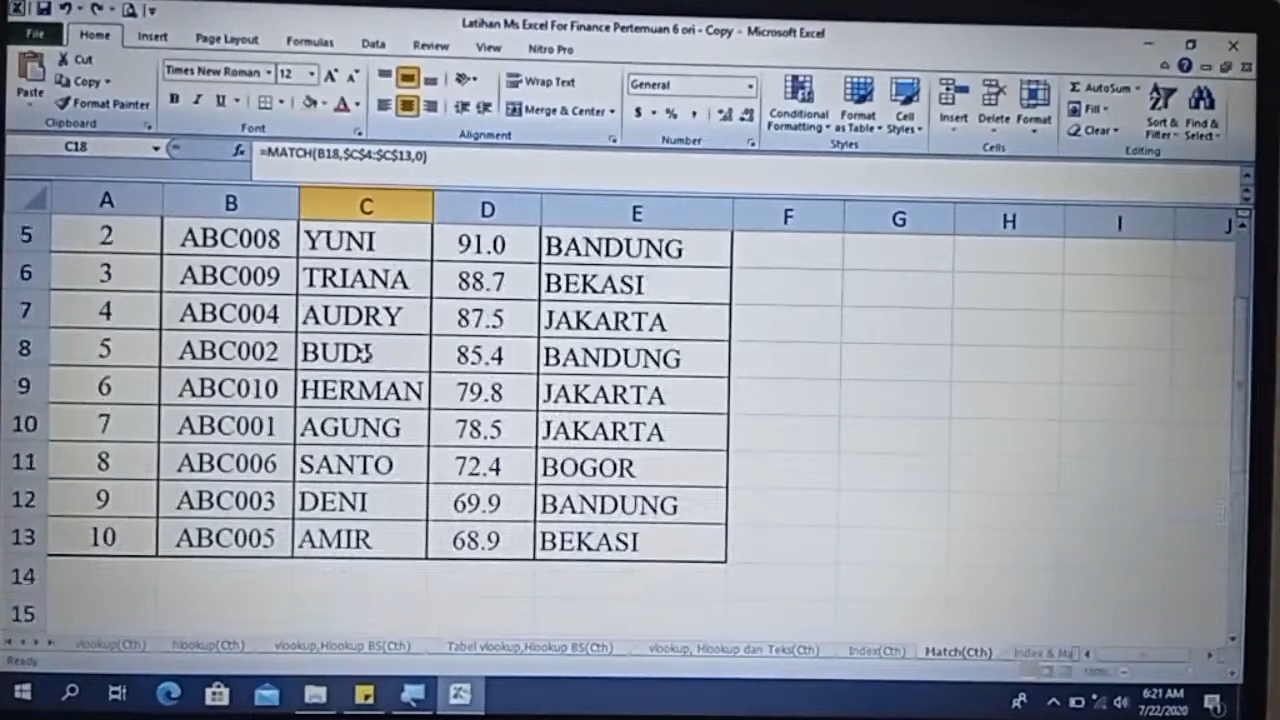 Latihan Ms Excel For Finance Pertemuan 6 ori - Copy - Microsoft Excel
File Home Insert Page Layout Formulas Data Review View Nitro Pro
Cut
Copy
Format Painter
Paste
Clipboard
Times New Roman 12
B I U
Font
Wrap Text
Merge & Center
Alignment
General
$ % ,
Number
Conditional Formatting
Format as Table
Cell Styles
Styles
Insert Delete Format
Cells
AutoSum
Fill
Clear
Sort & Filter
Find & Select
Editing
C18 fx =MATCH(B18,$C$4:$C$13,0)
A B C D E F G H I J
5 2 ABC008 YUNI 91.0 BANDUNG
6 3 ABC009 TRIANA 88.7 BEKASI
7 4 ABC004 AUDRY 87.5 JAKARTA
8 5 ABC002 BUDI 85.4 BANDUNG
9 6 ABC010 HERMAN 79.8 JAKARTA
10 7 ABC001 AGUNG 78.5 JAKARTA
11 8 ABC006 SANTO 72.4 BOGOR
12 9 ABC003 DENI 69.9 BANDUNG
13 10 ABC005 AMIR 68.9 BEKASI
14
15
vlookup(Cth) hlookup(Cth) vlookup,Hlookup BS(Cth) Tabel vlookup,Hlookup BS(Cth) vlookup, Hlookup dan Teks(Cth) Index(Cth) Match(Cth) Index & Ma
Ready
6:21 AM
7/22/2020